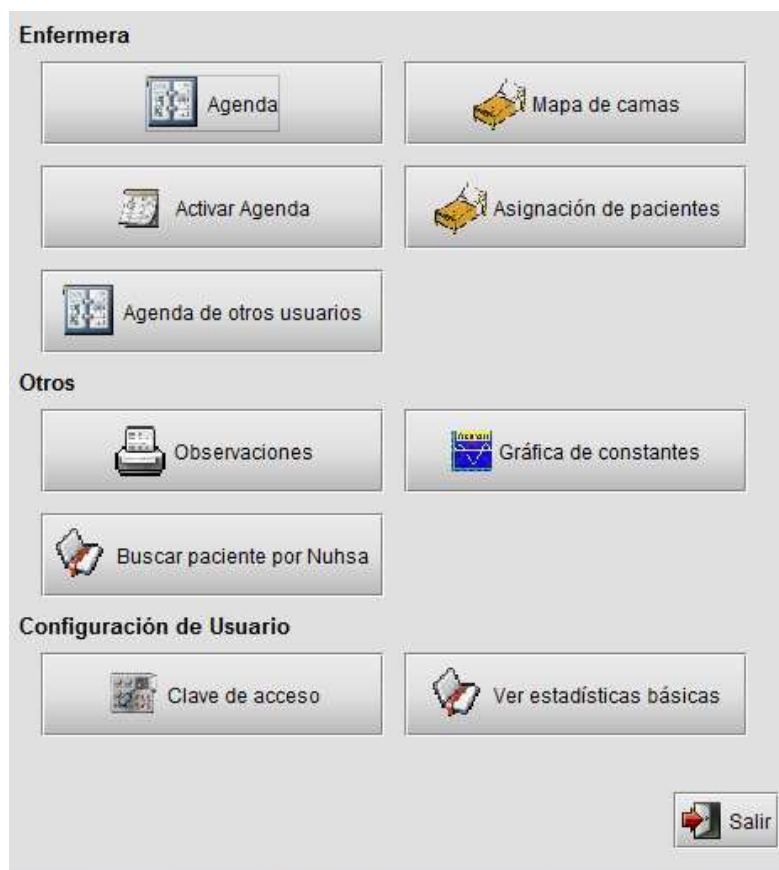 Enfermera
Agenda
Mapa de camas
Activar Agenda
Asignación de pacientes
Agenda de otros usuarios
Otros
Observaciones
Gráfica de constantes
Buscar paciente por Nuhsa
Configuración de Usuario
Clave de acceso
Ver estadísticas básicas
Salir